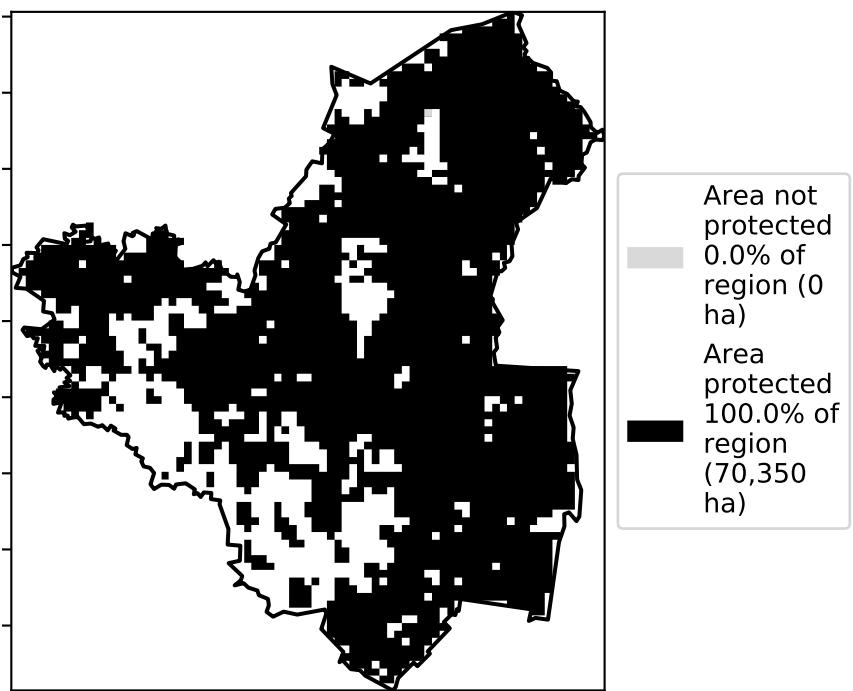 Area not
protected
0.0% of
region (0
ha)
Area
protected
100.0% of
region
(70,350
ha)